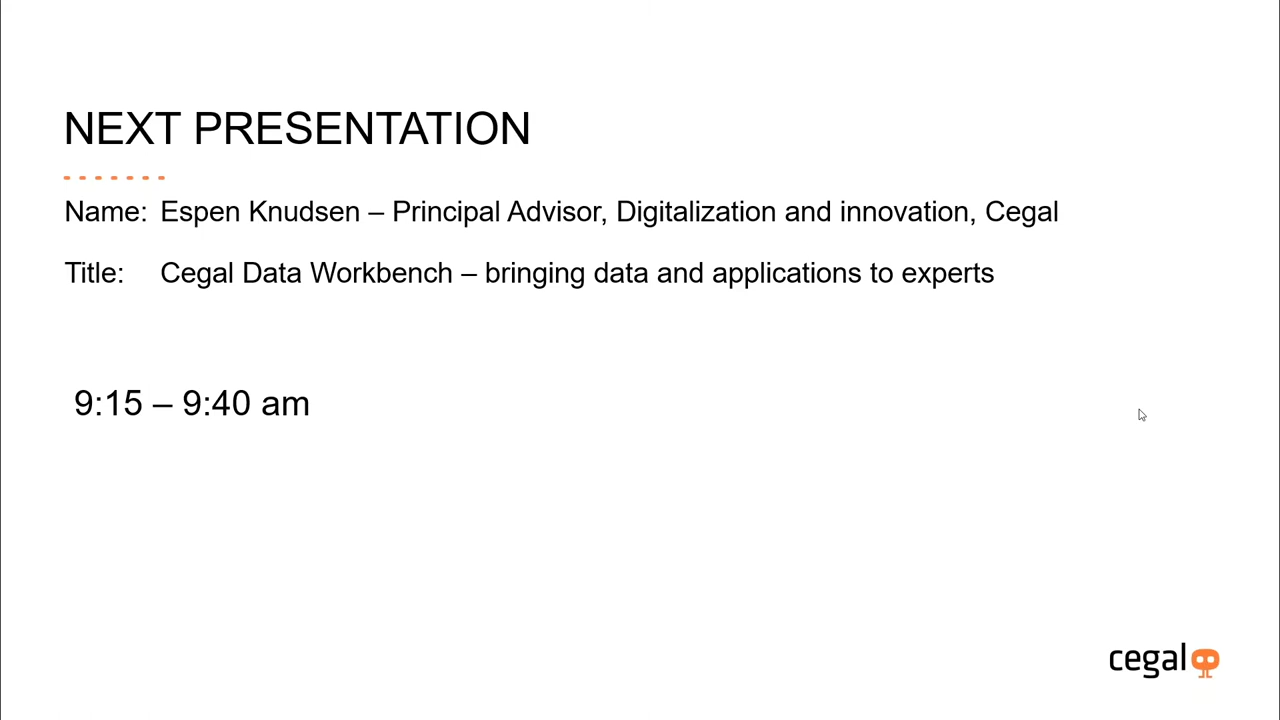 NEXT PRESENTATION
Name: Espen Knudsen – Principal Advisor, Digitalization and innovation, Cegal
Title: Cegal Data Workbench – bringing data and applications to experts
9:15 – 9:40 am
cegal